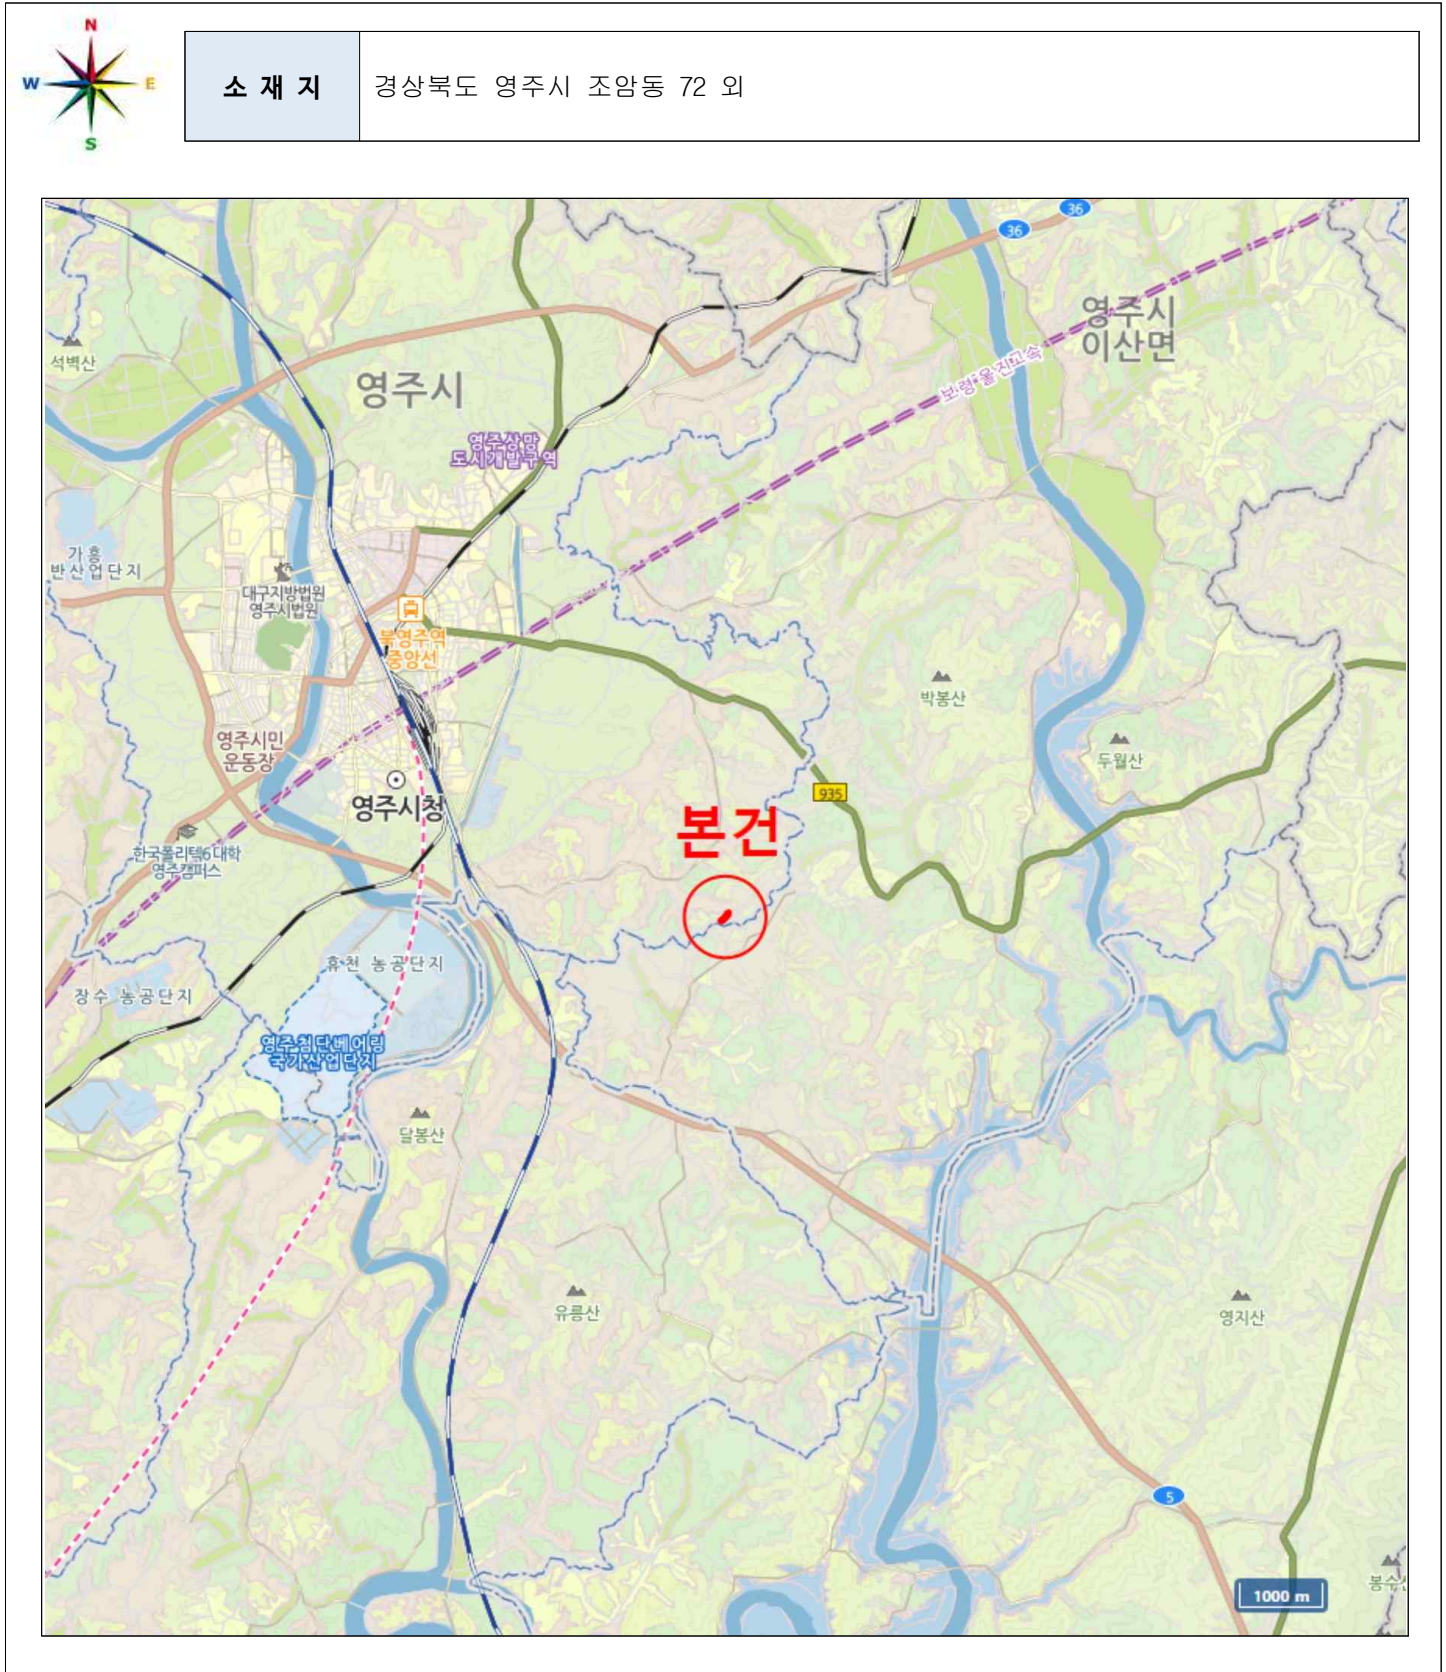 N
W
E
S
소 재 지
경상북도 영주시 조암동 72 외
36
36
영주시
이산면
석벽산
보령·울진고속
영주시
영주상망
도시개발구역
가흥
반산업단지
대구지방법원
영주시법원
북영주역
중앙선
박봉산
영주시민
운동장
두월산
영주시청
935
본건
한국폴리텍6대학
영주캠퍼스
휴천 농공단지
장수 농공단지
영주첨단베어링
국가산업단지
달봉산
유릉산
영지산
5
봉수
1000 m